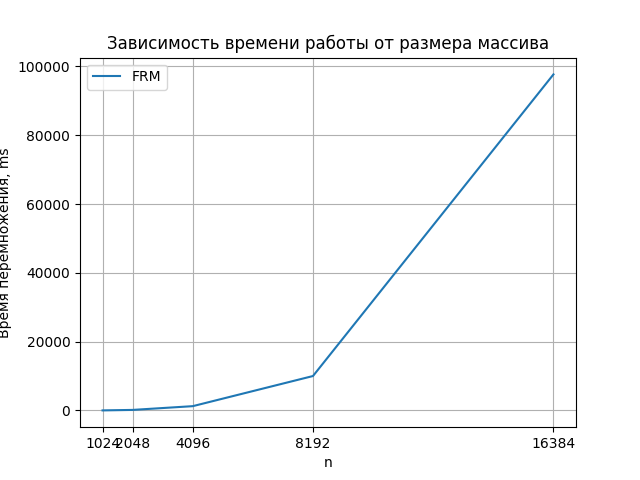 Зависимость времени работы от размера массива
FRM
100000
80000
60000
40000
20000
0
Время перемножения, ms
1024 2048 4096 8192 16384
n